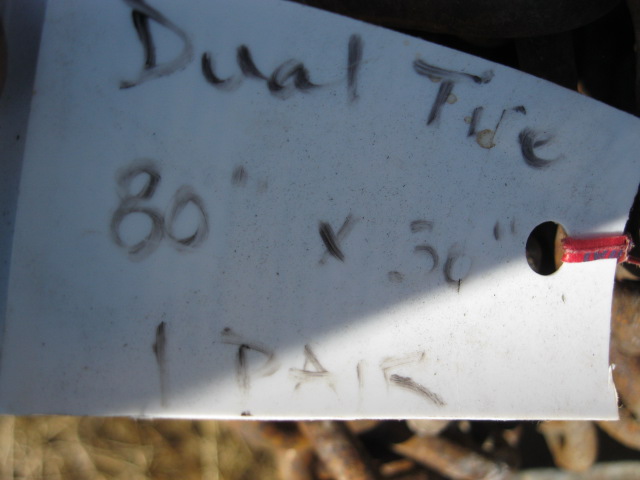 Dual Tire
80" x 30"
1 PAIR